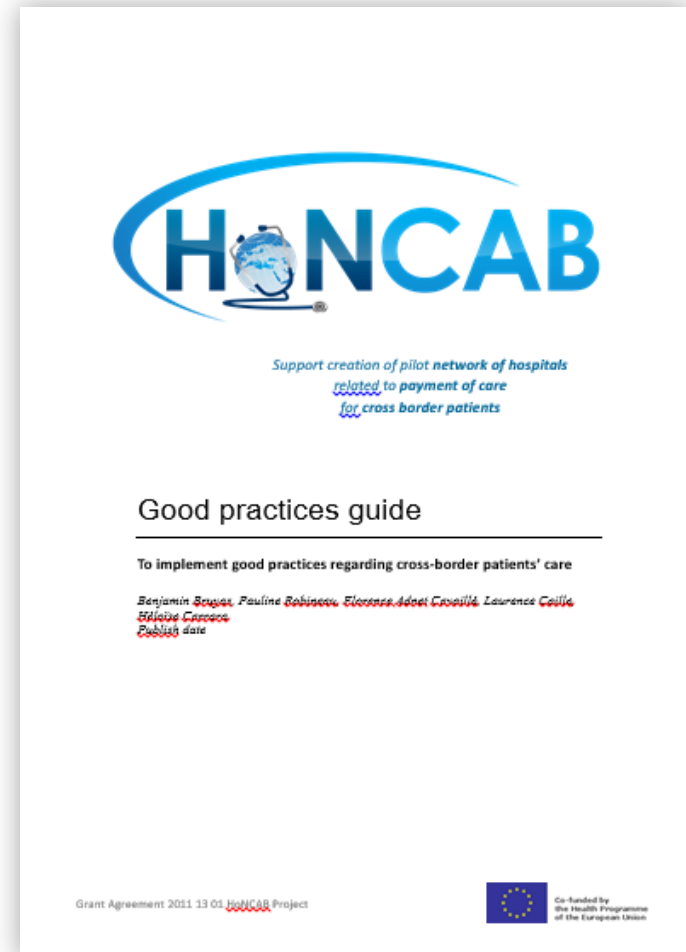 HoNCAB
Support creation of pilot network of hospitals
related to payment of care
for cross border patients
Good practices guide
To implement good practices regarding cross-border patients' care
Benjamin Bruyas, Pauline Robineau, Florence Adnet Cavaillé, Laurence Caille,
Héloïse Carrara
Publish date
Grant Agreement 2011 13 01 HoNCAB Project
Co-funded by
the Health Programme
of the European Union